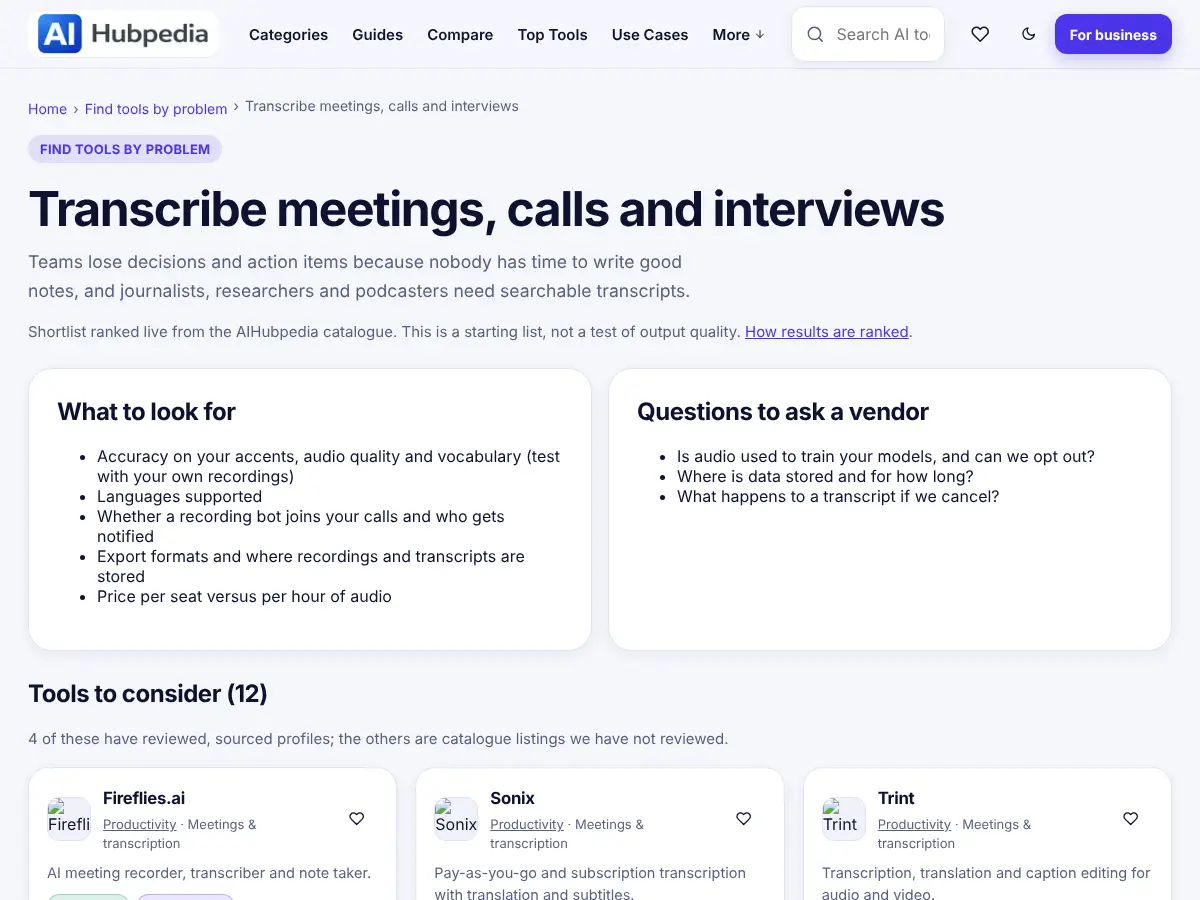 AI Hubpedia
Categories Guides Compare Top Tools Use Cases More ↓ Search AI to For business
Home › Find tools by problem › Transcribe meetings, calls and interviews
FIND TOOLS BY PROBLEM
Transcribe meetings, calls and interviews
Teams lose decisions and action items because nobody has time to write good
notes, and journalists, researchers and podcasters need searchable transcripts.
Shortlist ranked live from the AIHubpedia catalogue. This is a starting list, not a test of output quality. How results are ranked.
What to look for
• Accuracy on your accents, audio quality and vocabulary (test
with your own recordings)
• Languages supported
• Whether a recording bot joins your calls and who gets
notified
• Export formats and where recordings and transcripts are
stored
• Price per seat versus per hour of audio
Questions to ask a vendor
• Is audio used to train your models, and can we opt out?
• Where is data stored and for how long?
• What happens to a transcript if we cancel?
Tools to consider (12)
4 of these have reviewed, sourced profiles; the others are catalogue listings we have not reviewed.
Firefli
Fireflies.ai
Productivity · Meetings &
transcription
AI meeting recorder, transcriber and note taker.
Sonix
Sonix
Productivity · Meetings &
transcription
Pay-as-you-go and subscription transcription
with translation and subtitles.
Trint
Trint
Productivity · Meetings &
transcription
Transcription, translation and caption editing for
audio and video.